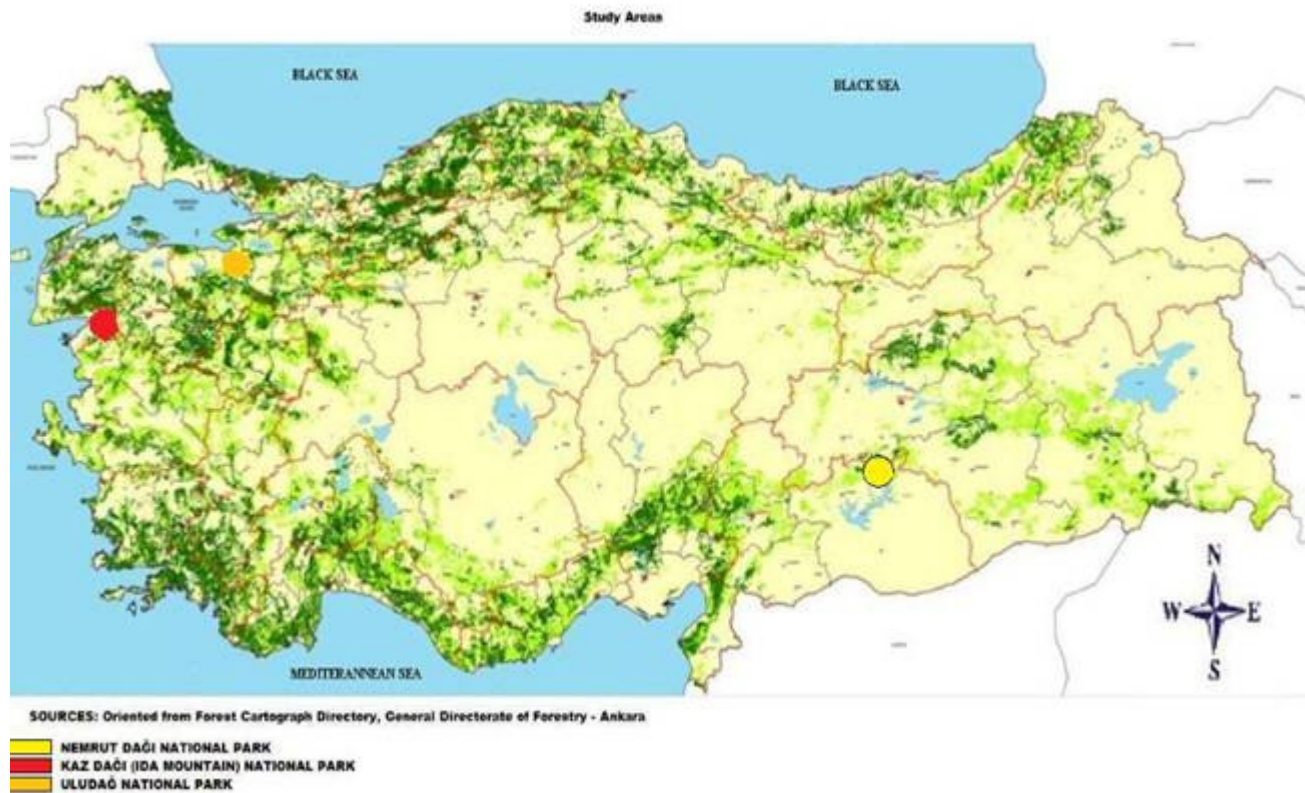 Study Areas
BLACK SEA
BLACK SEA
MEDITERANNEAN SEA
N
W E
S
SOURCES: Oriented from Forest Cartograph Directory, General Directorate of Forestry - Ankara
NEMRUT DAĞI NATIONAL PARK
KAZ DAĞI (IDA MOUNTAIN) NATIONAL PARK
ULUDAĞ NATIONAL PARK